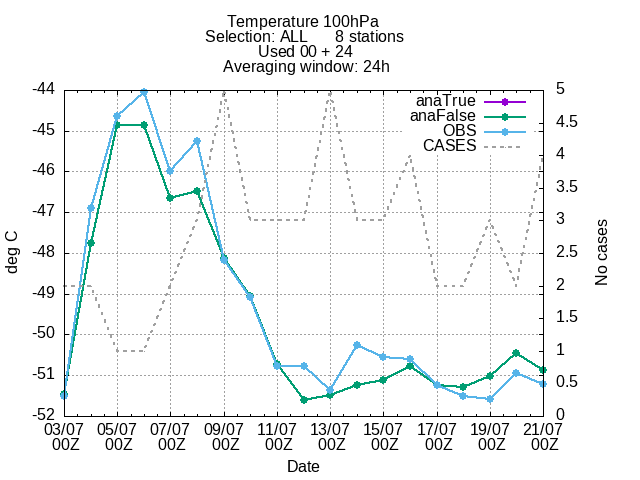 Temperature 100hPa
Selection: ALL 8 stations
Used 00 + 24
Averaging window: 24h
-44
-45
-46
-47
-48
-49
-50
-51
-52
deg C
5
4.5
4
3.5
3
2.5
2
1.5
1
0.5
0
No cases
anaTrue
anaFalse
OBS
CASES
03/07 05/07 07/07 09/07 11/07 13/07 15/07 17/07 19/07 21/07
00Z 00Z 00Z 00Z 00Z 00Z 00Z 00Z 00Z 00Z
Date